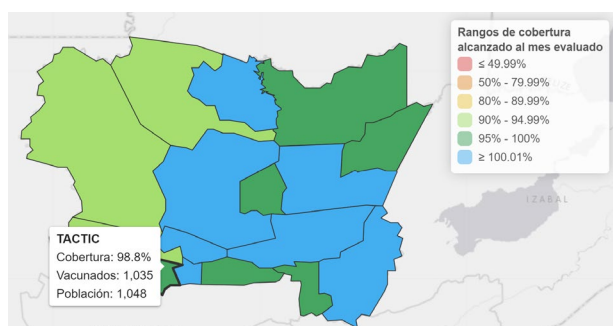 Rangos de cobertura
alcanzado al mes evaluado
≤ 49.99%
50% - 79.99%
80% - 89.99%
90% - 94.99%
95% - 100%
≥ 100.01%
IZABAL
TACTIC
Cobertura: 98.8%
Vacunados: 1,035
Población: 1,048